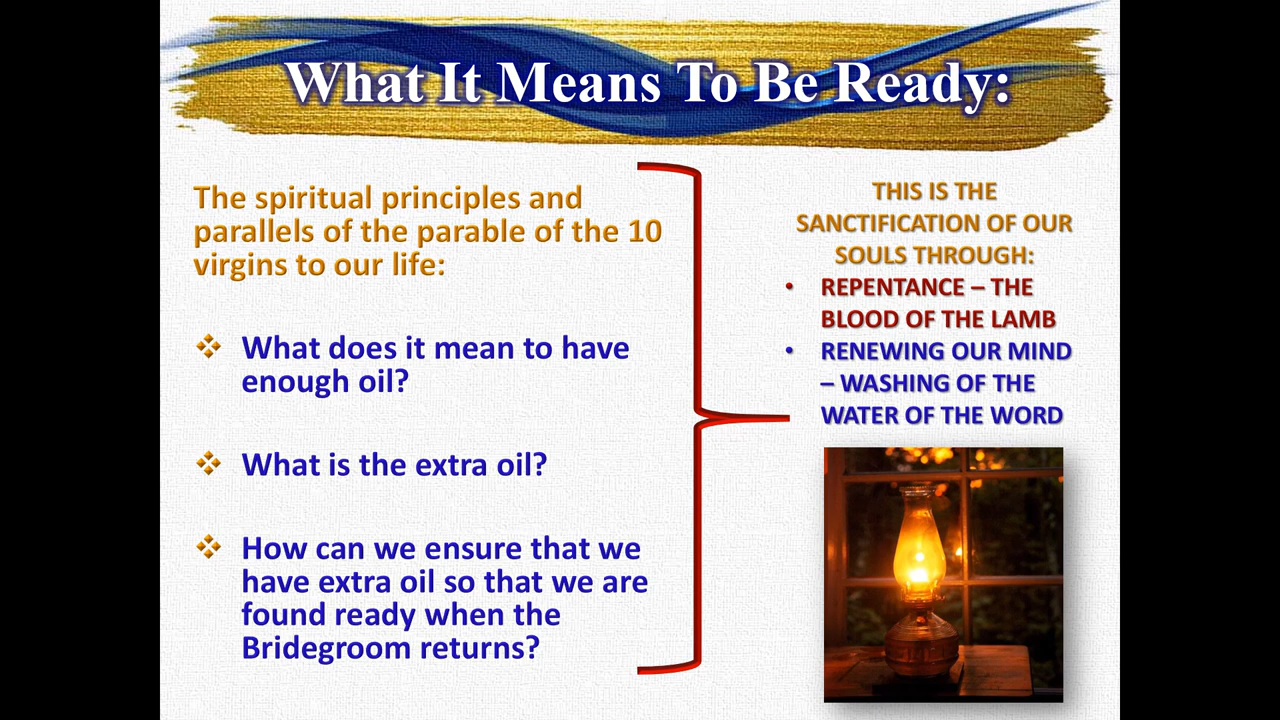 What It Means To Be Ready:
The spiritual principles and
parallels of the parable of the 10
virgins to our life:
❖ What does it mean to have
enough oil?
❖ What is the extra oil?
❖ How can we ensure that we
have extra oil so that we are
found ready when the
Bridegroom returns?
THIS IS THE
SANCTIFICATION OF OUR
SOULS THROUGH:
• REPENTANCE – THE
BLOOD OF THE LAMB
• RENEWING OUR MIND
– WASHING OF THE
WATER OF THE WORD